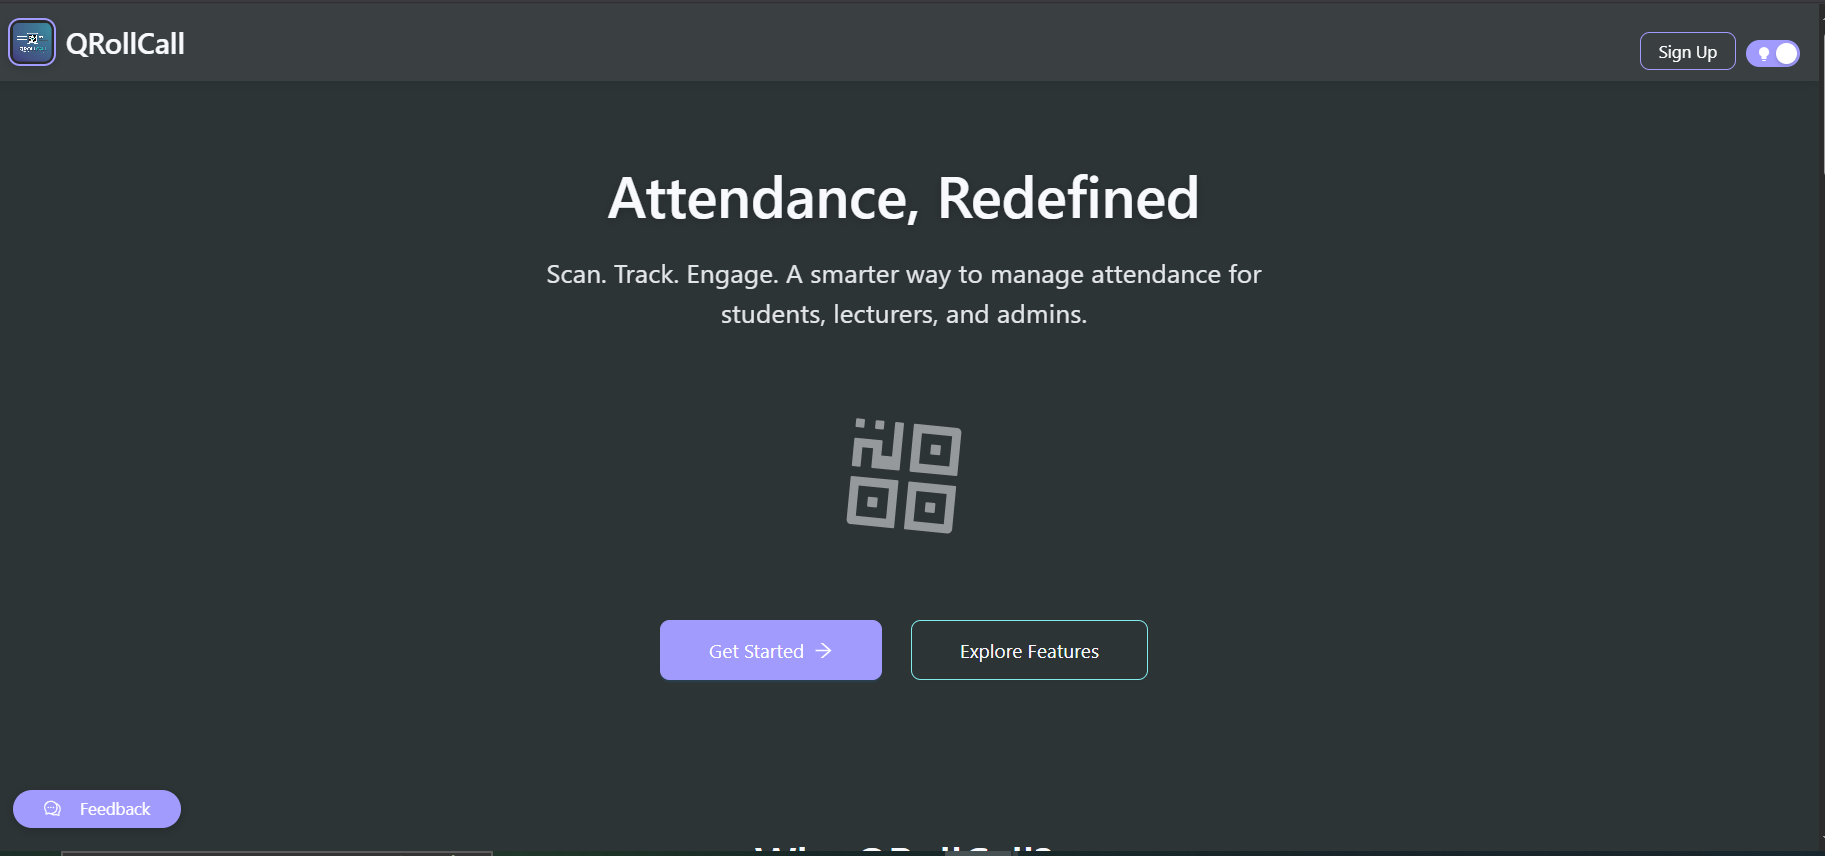 QRollCall
Sign Up
Attendance, Redefined
Scan. Track. Engage. A smarter way to manage attendance for
students, lecturers, and admins.
Get Started
Explore Features
Feedback